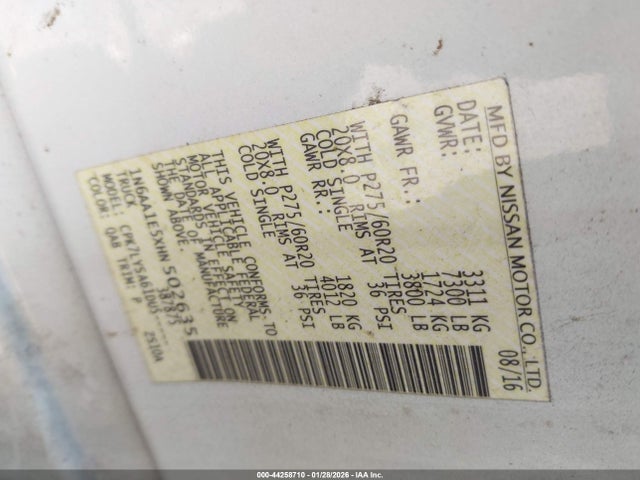 MFD BY NISSAN MOTOR CO., LTD.
DATE: 08/16
GVWR: 3311 KG
7300 LB
GAWR FR.: 1724 KG
3800 LB
WITH P275/60R20 TIRES
20X8.0 J RIMS AT 36 PSI
COLD SINGLE
GAWR RR.: 1820 KG
4012 LB
WITH P275/60R20 TIRES
20X8.0 J RIMS AT 36 PSI
COLD SINGLE
THIS VEHICLE CONFORMS TO
ALL APPLICABLE FEDERAL
MOTOR VEHICLE SAFETY
STANDARDS IN EFFECT ON
THE DATE OF MANUFACTURE
SHOWN ABOVE.
1N6AA1E5XHN502635
TRUCK 387875
MODEL: CPK7LYSA61DUS
COLOR: QAB TRIM: P Z510A
000-44258710 - 01/28/2026 - IAA Inc.